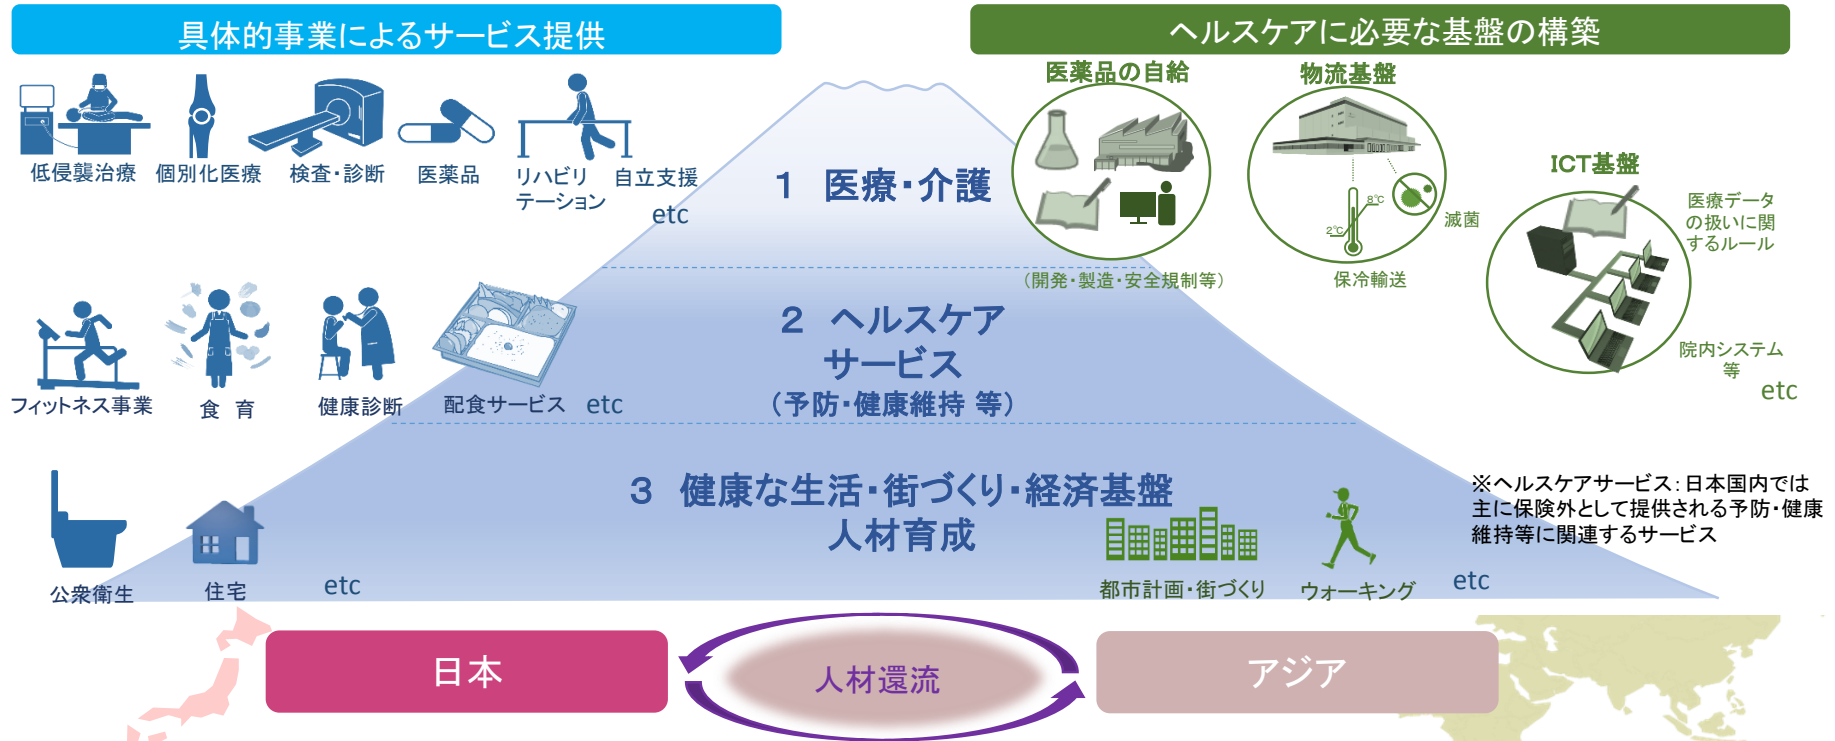 具体的事業によるサービス提供
ヘルスケアに必要な基盤の構築
低侵襲治療
個別化医療
検査・診断
医薬品
リハビリ
テーション
自立支援
etc
1 医療・介護
医薬品の自給
(開発・製造・安全規制等)
物流基盤
8℃
2℃
滅菌
保冷輸送
ICT基盤
医療データ
の扱いに関
するルール
院内システム
等
etc
フィットネス事業
食 育
健康診断
配食サービス
etc
2 ヘルスケア
サービス
(予防・健康維持 等)
3 健康な生活・街づくり・経済基盤
人材育成
公衆衛生
住宅
etc
都市計画・街づくり
ウォーキング
etc
※ヘルスケアサービス:日本国内では
主に保険外として提供される予防・健康
維持等に関連するサービス
日本
人材還流
アジア